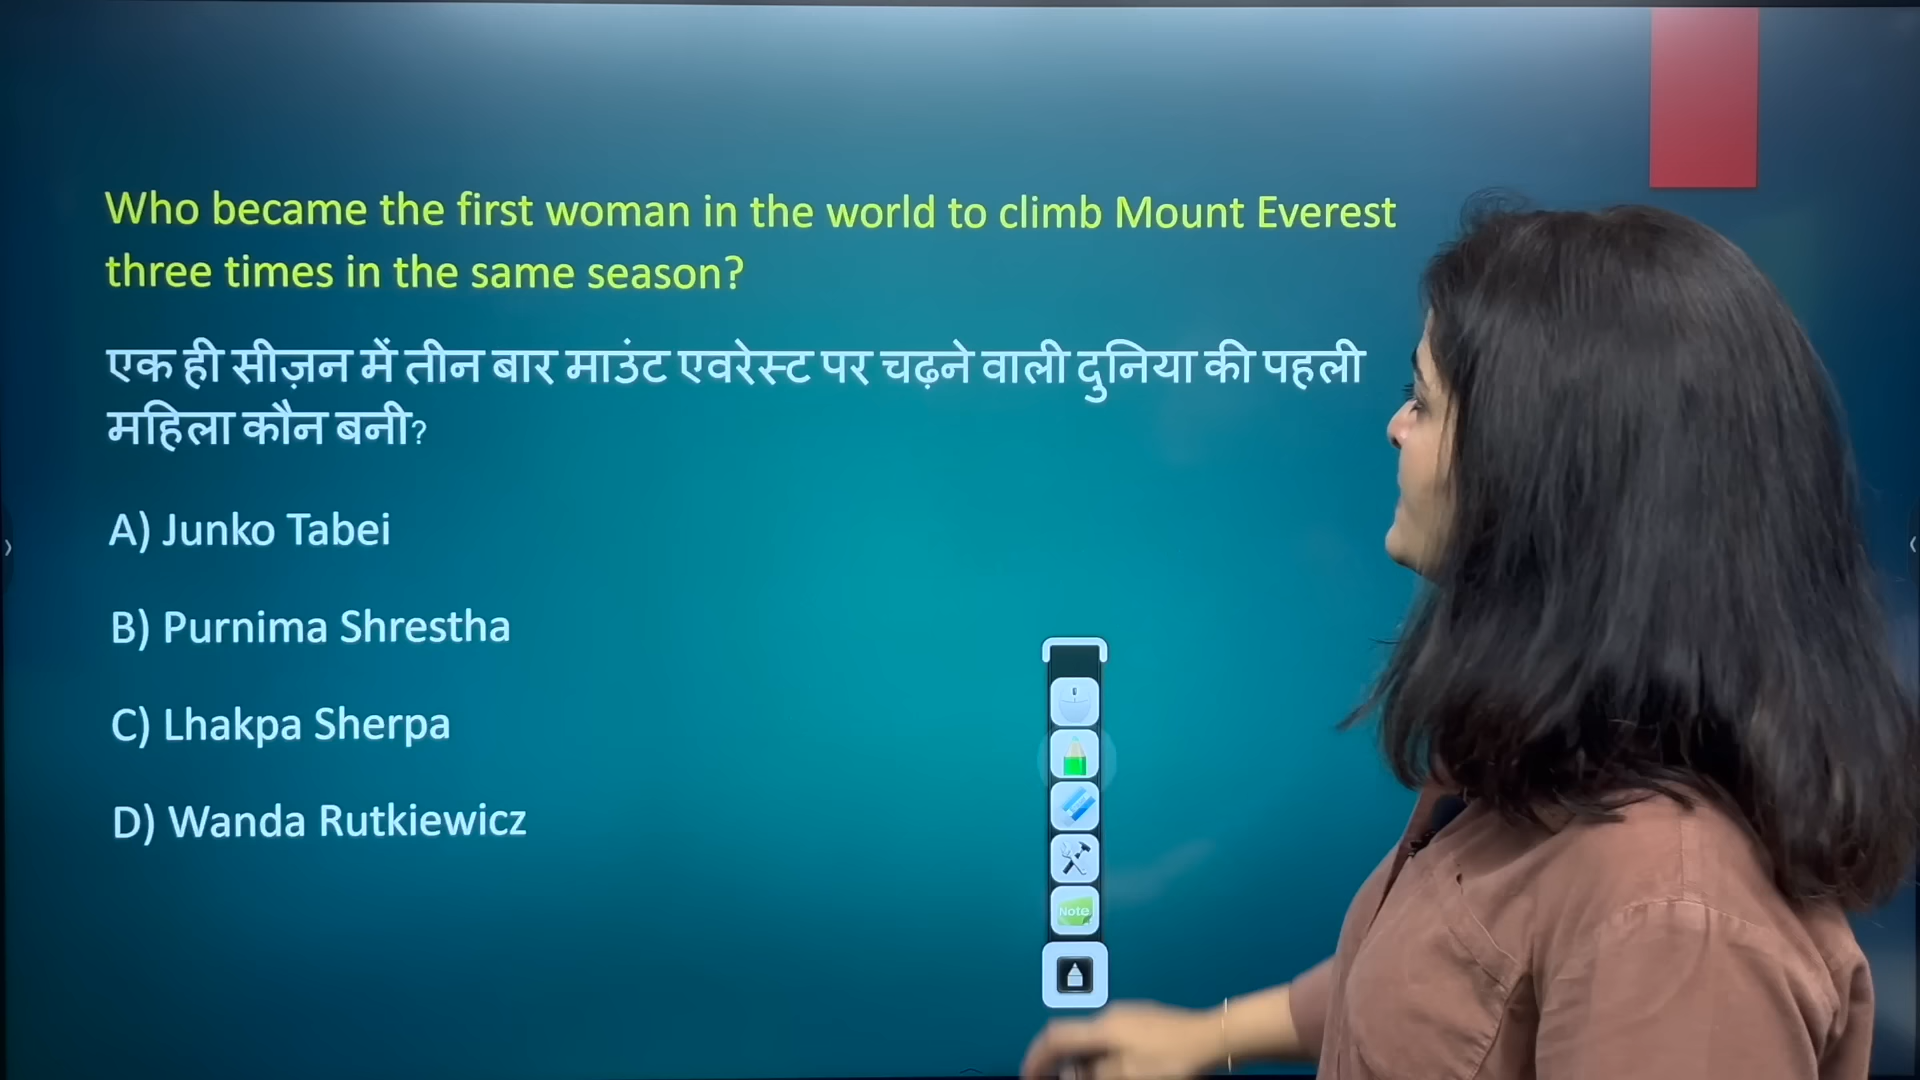 Who became the first woman in the world to climb Mount Everest
three times in the same season?
एक ही सीज़न में तीन बार माउंट एवरेस्ट पर चढ़ने वाली दुनिया की पहली
महिला कौन बनी?
A) Junko Tabei
B) Purnima Shrestha
C) Lhakpa Sherpa
D) Wanda Rutkiewicz
Note